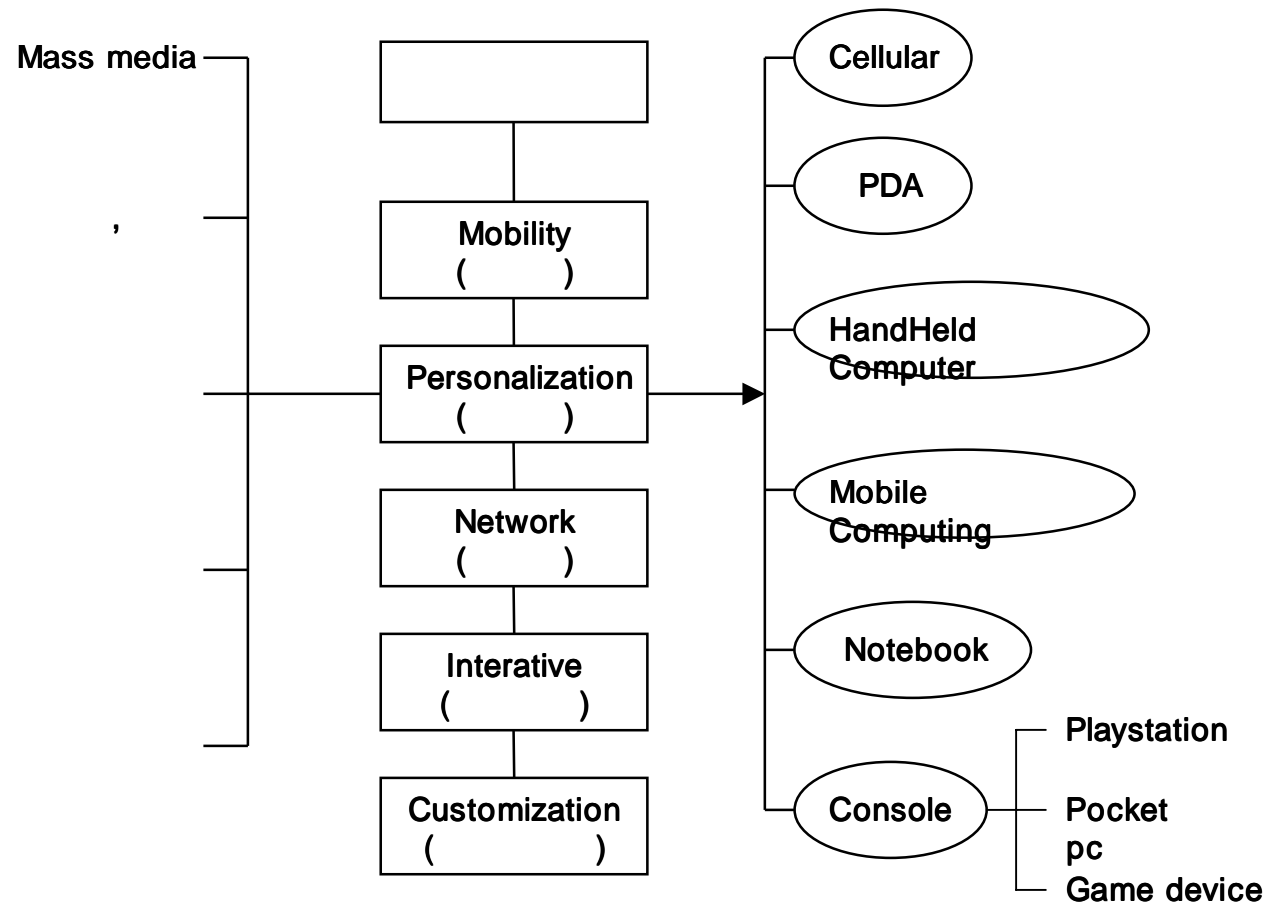 Mass media
,
Mobility
(      )
Personalization
(      )
Network
(      )
Interative
(        )
Customization
(          )
Cellular
PDA
HandHeld
Computer
Mobile
Computing
Notebook
Console
Playstation
Pocket
pc
Game device